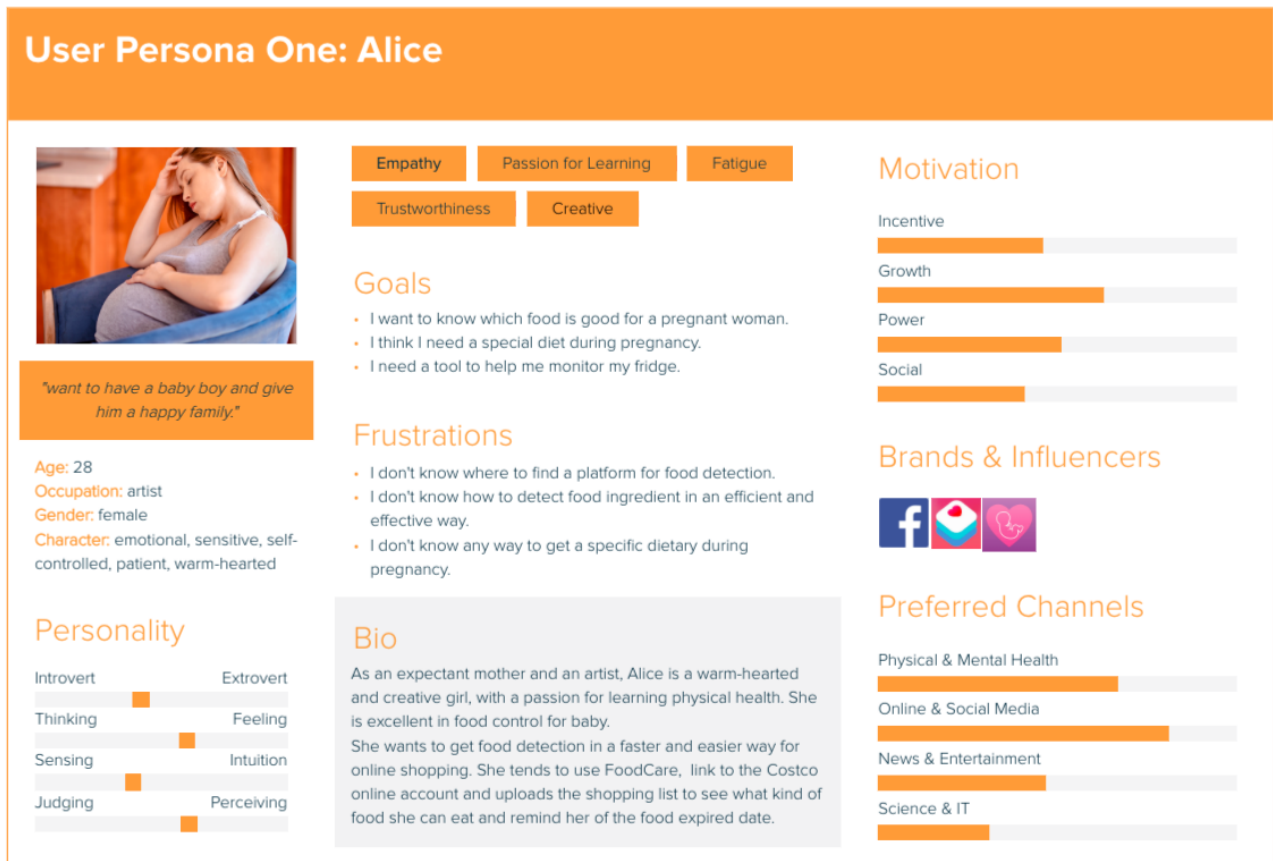 User Persona One: Alice
"want to have a baby boy and give
him a happy family."
Age: 28
Occupation: artist
Gender: female
Character: emotional, sensitive, self-
controlled, patient, warm-hearted
Personality
Introvert Extrovert
Thinking Feeling
Sensing Intuition
Judging Perceiving
Empathy Passion for Learning Fatigue
Trustworthiness Creative
Goals
• I want to know which food is good for a pregnant woman.
• I think I need a special diet during pregnancy.
• I need a tool to help me monitor my fridge.
Frustrations
• I don't know where to find a platform for food detection.
• I don't know how to detect food ingredient in an efficient and
effective way.
• I don't know any way to get a specific dietary during
pregnancy.
Bio
As an expectant mother and an artist, Alice is a warm-hearted
and creative girl, with a passion for learning physical health. She
is excellent in food control for baby.
She wants to get food detection in a faster and easier way for
online shopping. She tends to use FoodCare, link to the Costco
online account and uploads the shopping list to see what kind of
food she can eat and remind her of the food expired date.
Motivation
Incentive
Growth
Power
Social
Brands & Influencers
f
Preferred Channels
Physical & Mental Health
Online & Social Media
News & Entertainment
Science & IT